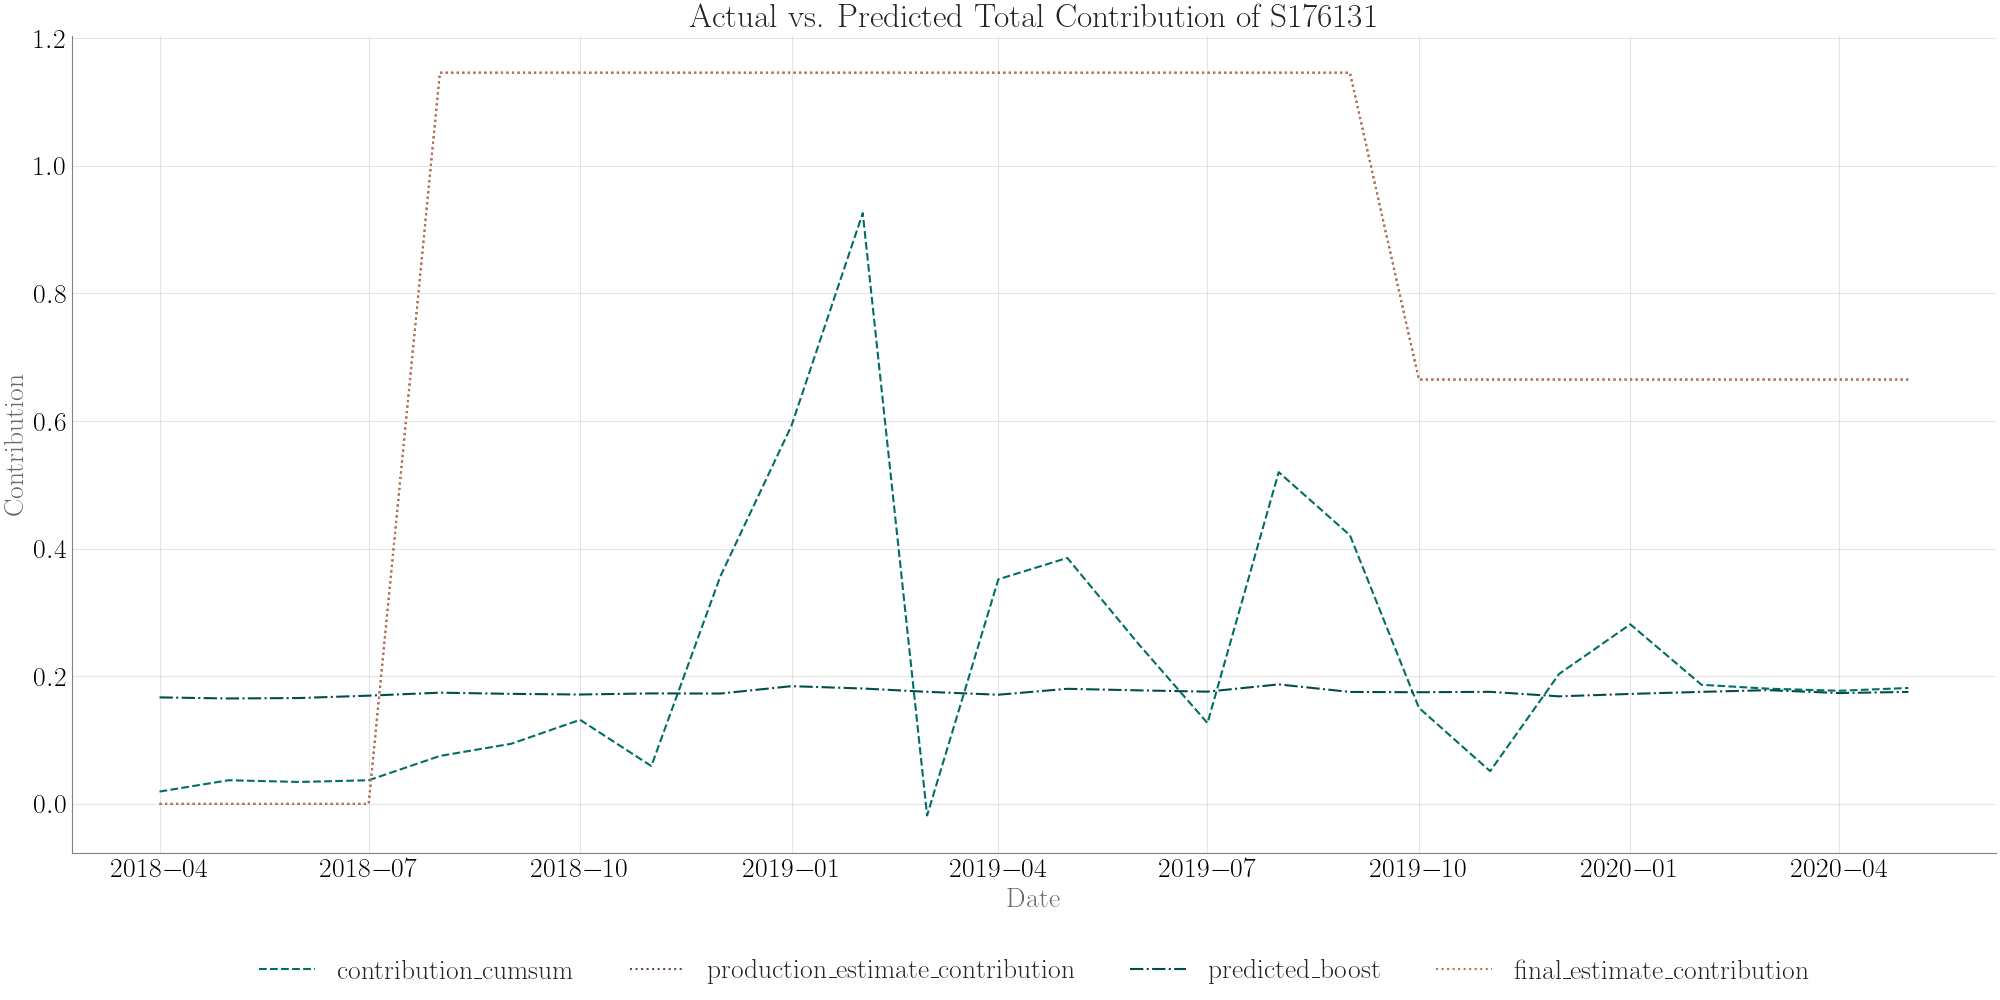 Actual vs. Predicted Total Contribution of S176131
1.2
1.0
0.8
0.6
0.4
0.2
0.0
Contribution
2018−04 2018−07 2018−10 2019−01 2019−04 2019−07 2019−10 2020−01 2020−04
Date
contribution_cumsum production_estimate_contribution predicted_boost final_estimate_contribution